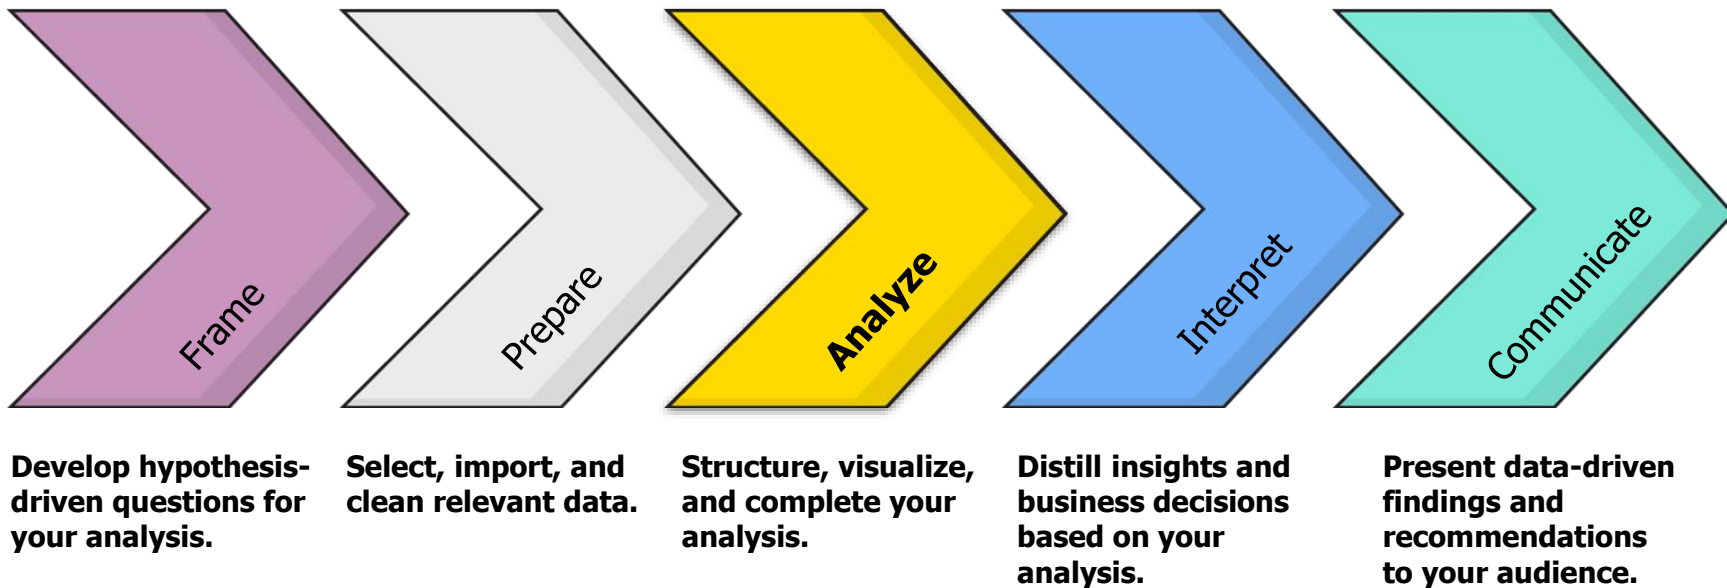 Frame
Prepare
Analyze
Interpret
Communicate
Develop hypothesis-
driven questions for
your analysis.
Select, import, and
clean relevant data.
Structure, visualize,
and complete your
analysis.
Distill insights and
business decisions
based on your
analysis.
Present data-driven
findings and
recommendations
to your audience.